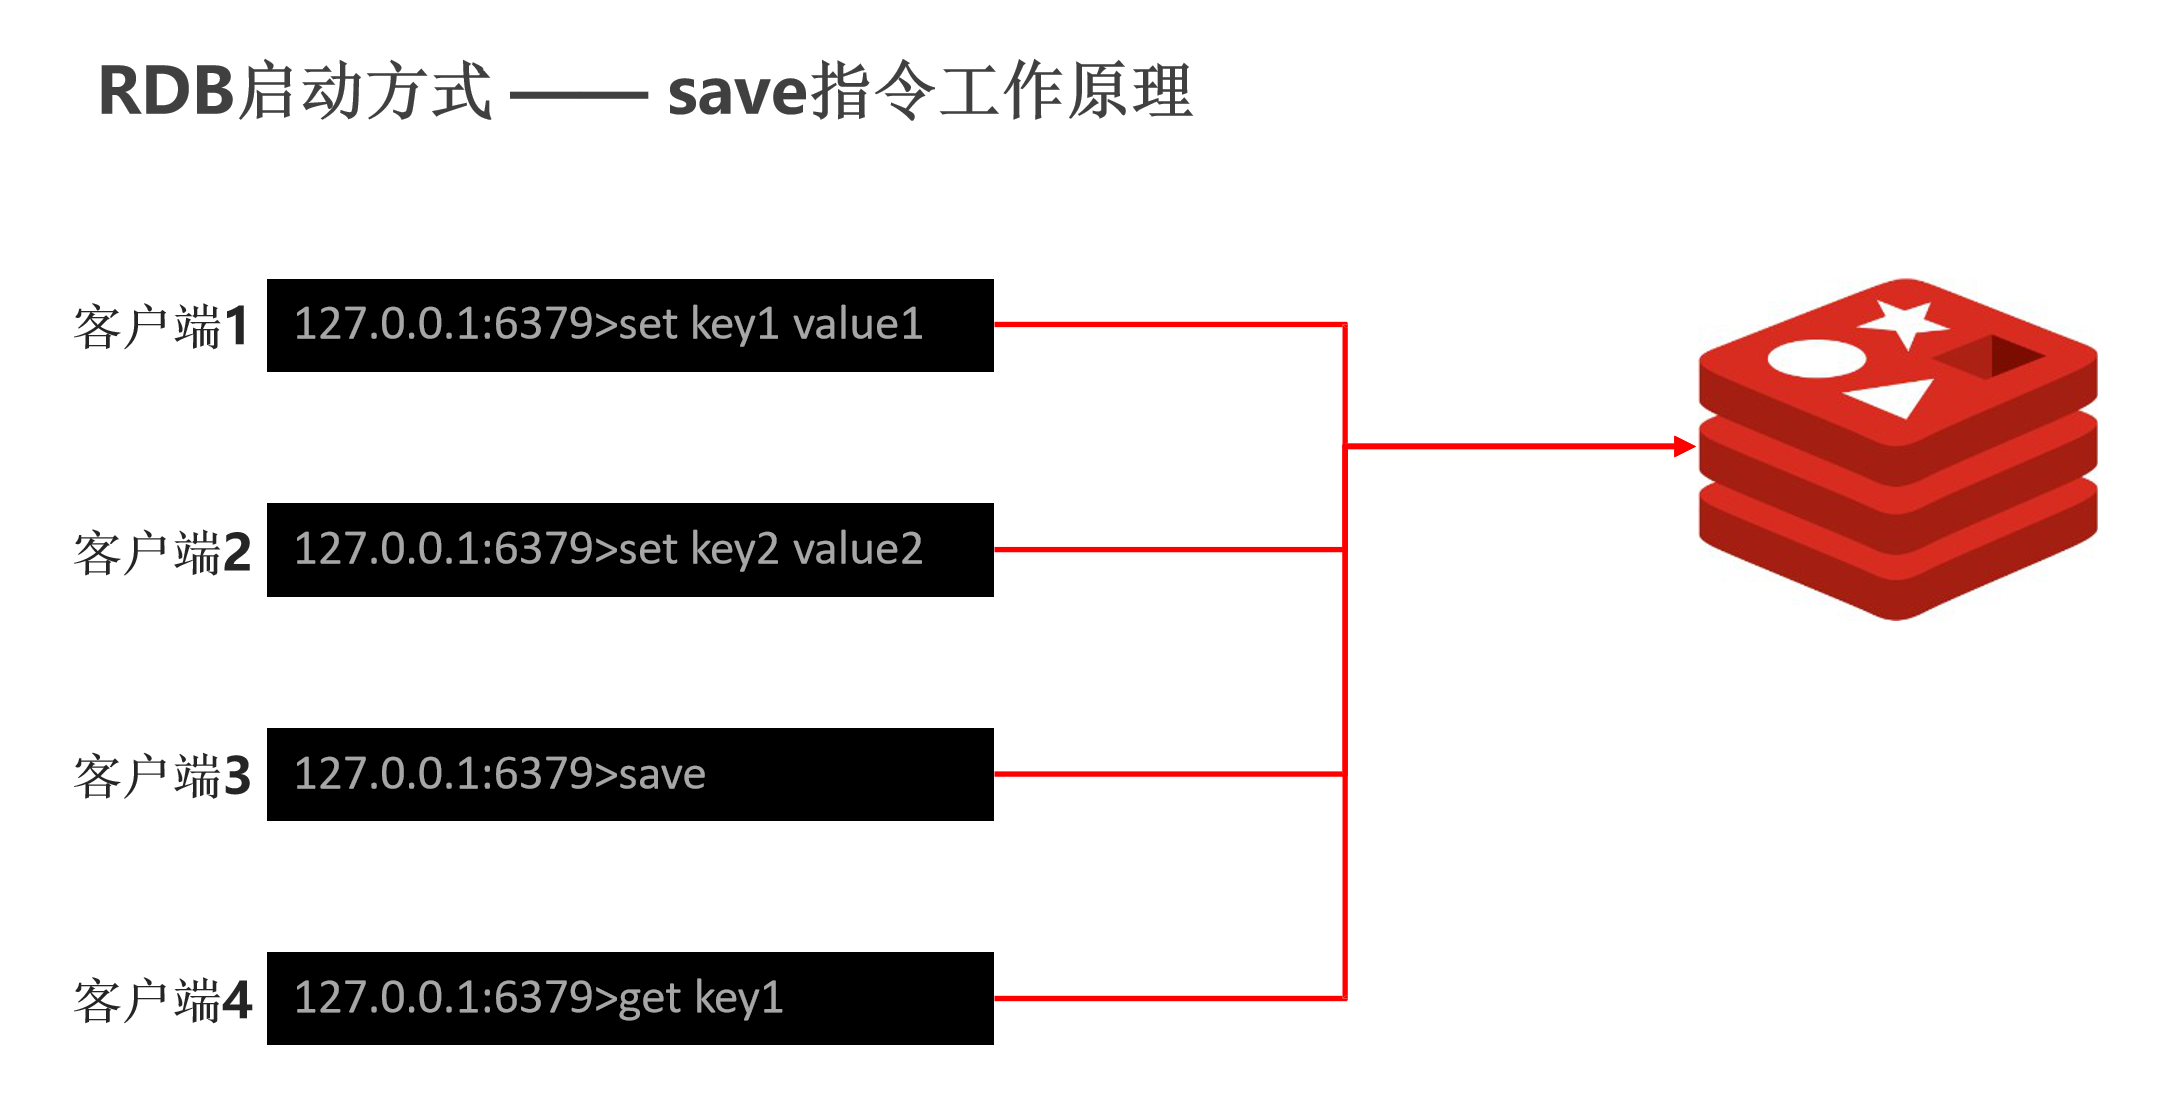 RDB启动方式 —— save指令工作原理
客户端1 127.0.0.1:6379>set key1 value1
客户端2 127.0.0.1:6379>set key2 value2
客户端3 127.0.0.1:6379>save
客户端4 127.0.0.1:6379>get key1